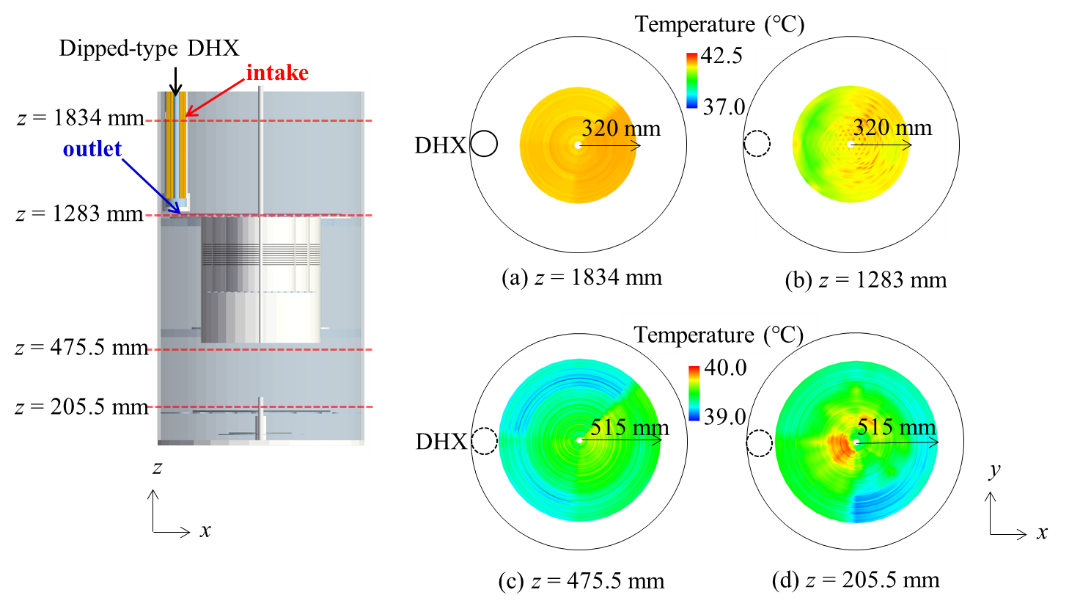 Dipped-type DHX
intake
z = 1834 mm
outlet
z = 1283 mm
z = 475.5 mm
z = 205.5 mm
z
x
Temperature (℃)
42.5
37.0
DHX
320 mm
320 mm
(a) z = 1834 mm
(b) z = 1283 mm
Temperature (℃)
40.0
39.0
DHX
515 mm
515 mm
y
x
(c) z = 475.5 mm
(d) z = 205.5 mm